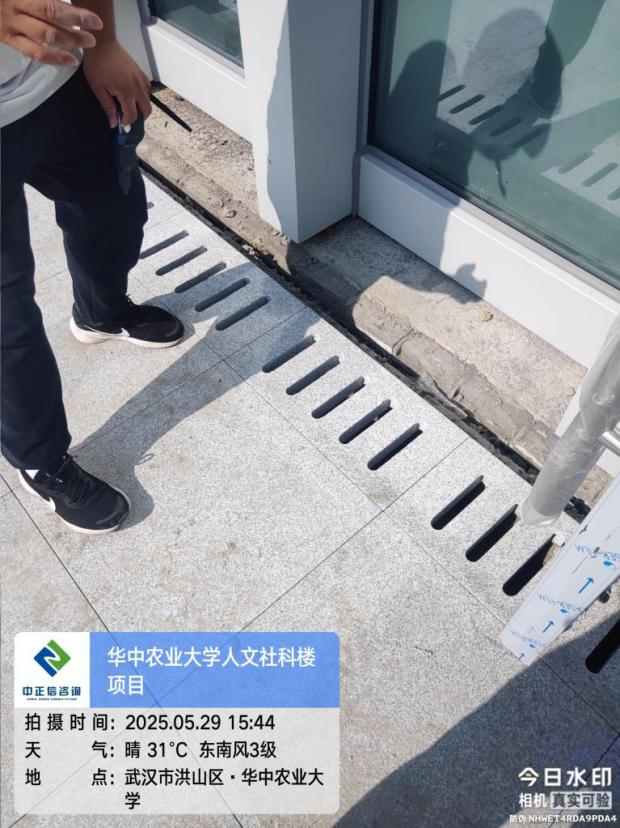 华中农业大学人文社科楼
项目
中正信咨询
拍摄时间: 2025.05.29 15:44
天 气: 晴 31°C 东南风3级
地 点: 武汉市洪山区·华中农业大
学
今日水印
相机 真实可验
防伪 NHWET4RDA9PDA4